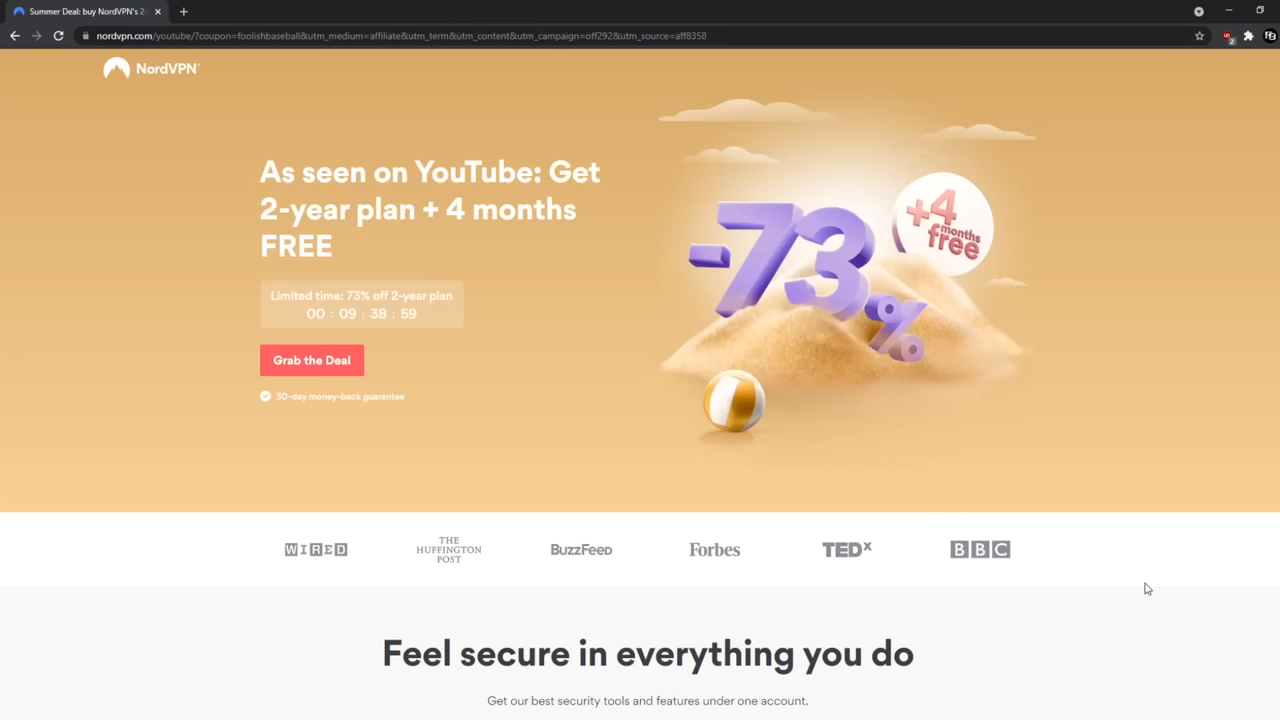 Summer Deal: buy NordVPN's 2-
nordvpn.com/youtube/?coupon=foolishbaseball&utm_medium=affiliate&utm_term&utm_content&utm_campaign=off292&utm_source=aff8358
2
NordVPN®
As seen on YouTube: Get
2-year plan + 4 months
FREE
Limited time: 73% off 2-year plan
00 : 09 : 38 : 59
Grab the Deal
30-day money-back guarantee
-73%
+4
months
free
WIRED
THE
HUFFINGTON
POST
BuzzFeed
Forbes
TEDx
BBC
Feel secure in everything you do
Get our best security tools and features under one account.